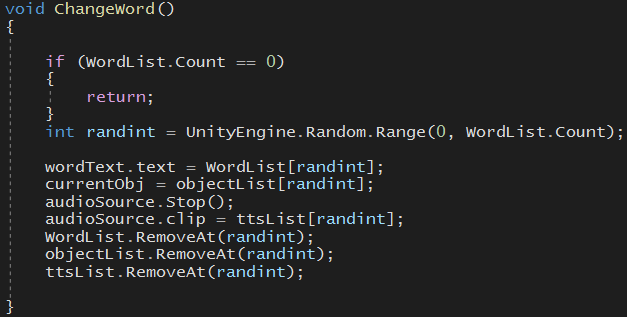 void ChangeWord()
{
if (WordList.Count == 0)
{
return;
}
int randint = UnityEngine.Random.Range(0, WordList.Count);
wordText.text = WordList[randint];
currentObj = objectList[randint];
audioSource.Stop();
audioSource.clip = ttsList[randint];
WordList.RemoveAt(randint);
objectList.RemoveAt(randint);
ttsList.RemoveAt(randint);
}